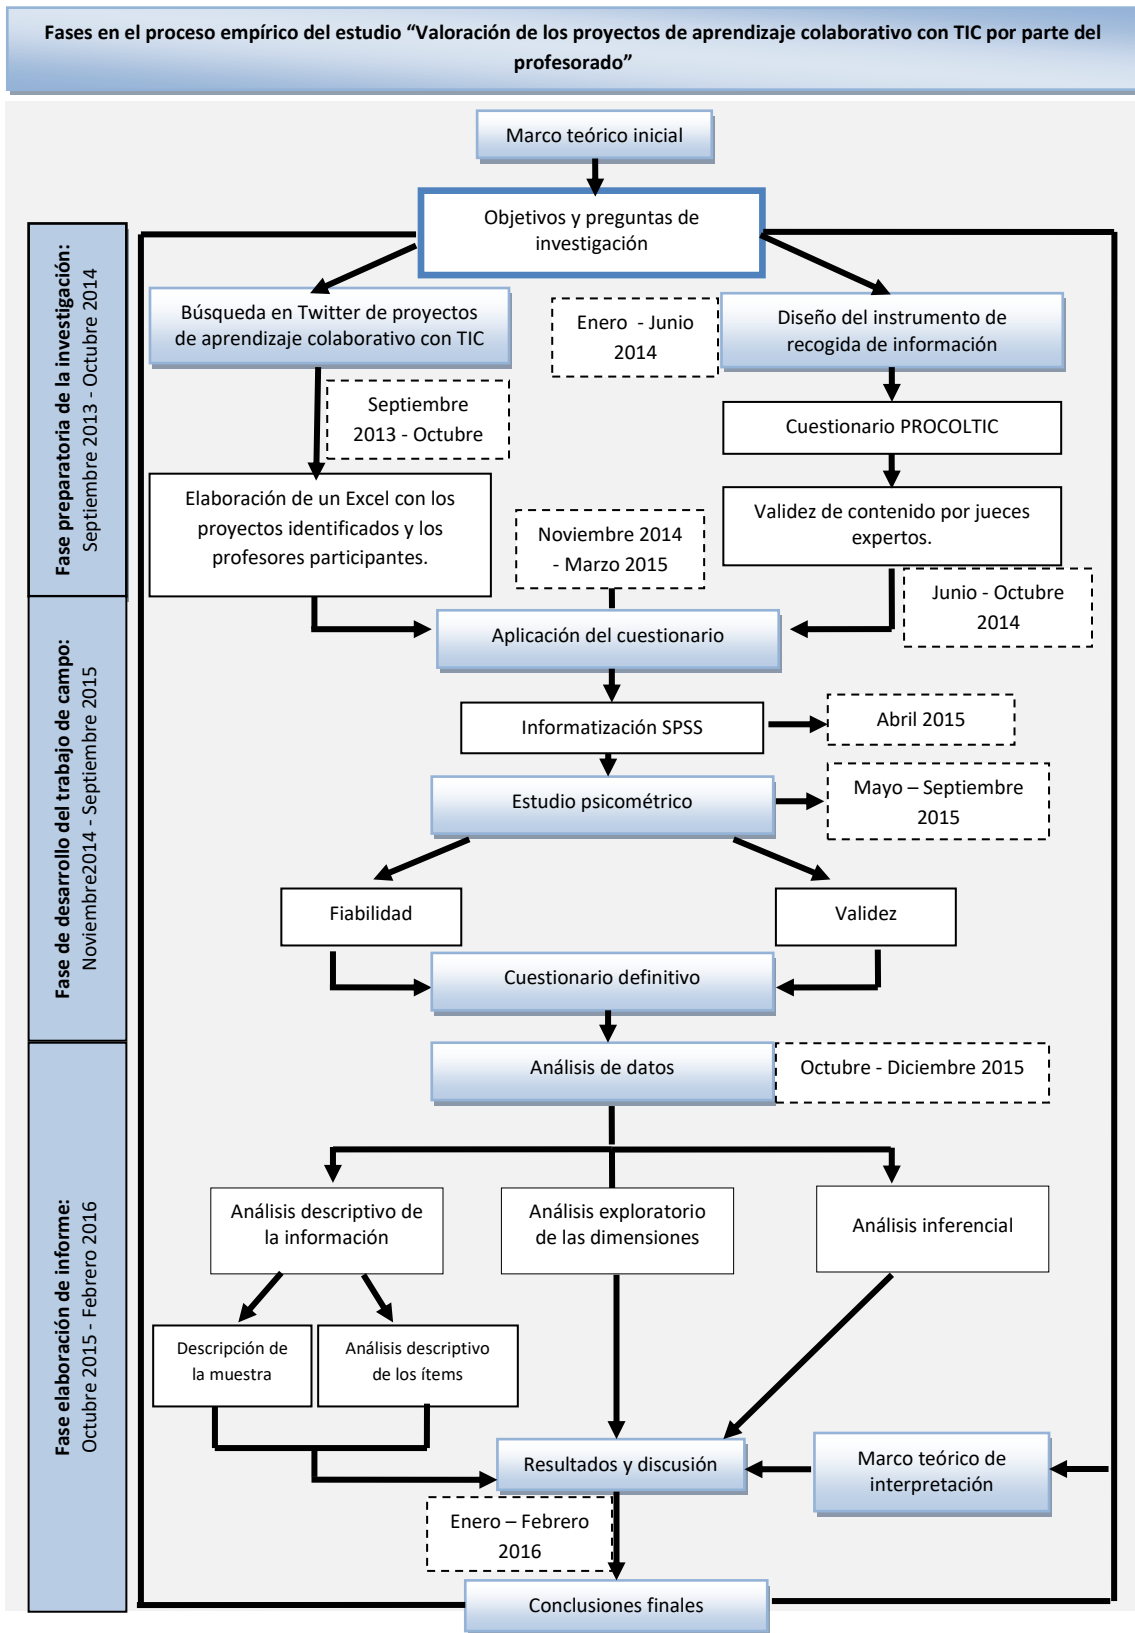 Fases en el proceso empírico del estudio “Valoración de los proyectos de aprendizaje colaborativo con TIC por parte del
profesorado”
Marco teórico inicial
Objetivos y preguntas de
investigación
Fase preparatoria de la investigación:
Septiembre 2013 - Octubre 2014
Búsqueda en Twitter de proyectos
de aprendizaje colaborativo con TIC
Enero - Junio
2014
Diseño del instrumento de
recogida de información
Septiembre
2013 - Octubre
Cuestionario PROCOLTIC
Elaboración de un Excel con los
proyectos identificados y los
profesores participantes.
Noviembre 2014
- Marzo 2015
Validez de contenido por jueces
expertos.
Junio - Octubre
2014
Fase de desarrollo del trabajo de campo:
Noviembre2014 - Septiembre 2015
Aplicación del cuestionario
Informatización SPSS
Abril 2015
Estudio psicométrico
Mayo – Septiembre
2015
Fiabilidad
Validez
Cuestionario definitivo
Fase elaboración de informe:
Octubre 2015 - Febrero 2016
Análisis de datos
Octubre - Diciembre 2015
Análisis descriptivo de
la información
Análisis exploratorio
de las dimensiones
Análisis inferencial
Descripción de
la muestra
Análisis descriptivo
de los ítems
Resultados y discusión
Marco teórico de
interpretación
Enero – Febrero
2016
Conclusiones finales